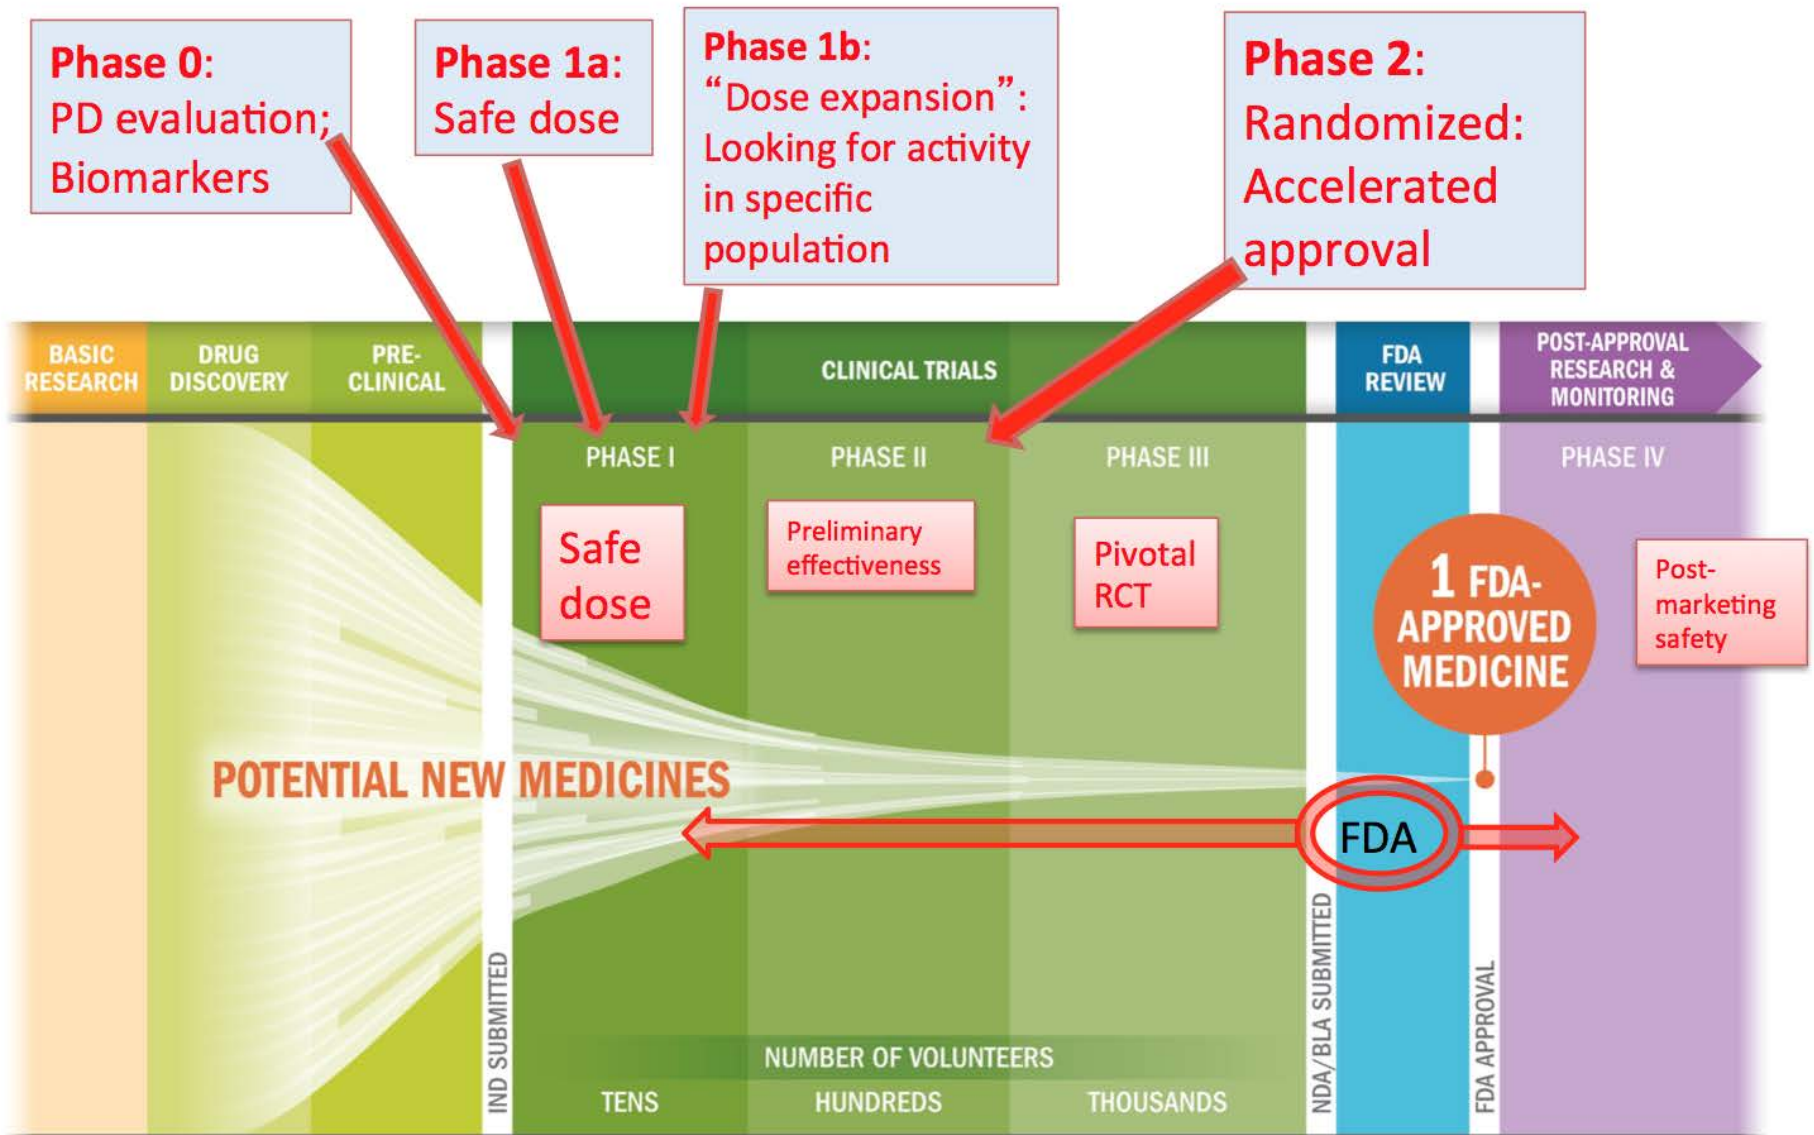 Phase 0:
PD evaluation;
Biomarkers
Phase 1a:
Safe dose
Phase 1b:
“Dose expansion”:
Looking for activity
in specific
population
Phase 2:
Randomized:
Accelerated
approval
BASIC
RESEARCH
DRUG
DISCOVERY
PRE-
CLINICAL
CLINICAL TRIALS
FDA
REVIEW
POST-APPROVAL
RESEARCH &
MONITORING
PHASE I
PHASE II
PHASE III
PHASE IV
Safe
dose
Preliminary
effectiveness
Pivotal
RCT
1 FDA-
APPROVED
MEDICINE
Post-
marketing
safety
POTENTIAL NEW MEDICINES
FDA
IND SUBMITTED
NDA/BLA SUBMITTED
FDA APPROVAL
NUMBER OF VOLUNTEERS
TENS
HUNDREDS
THOUSANDS